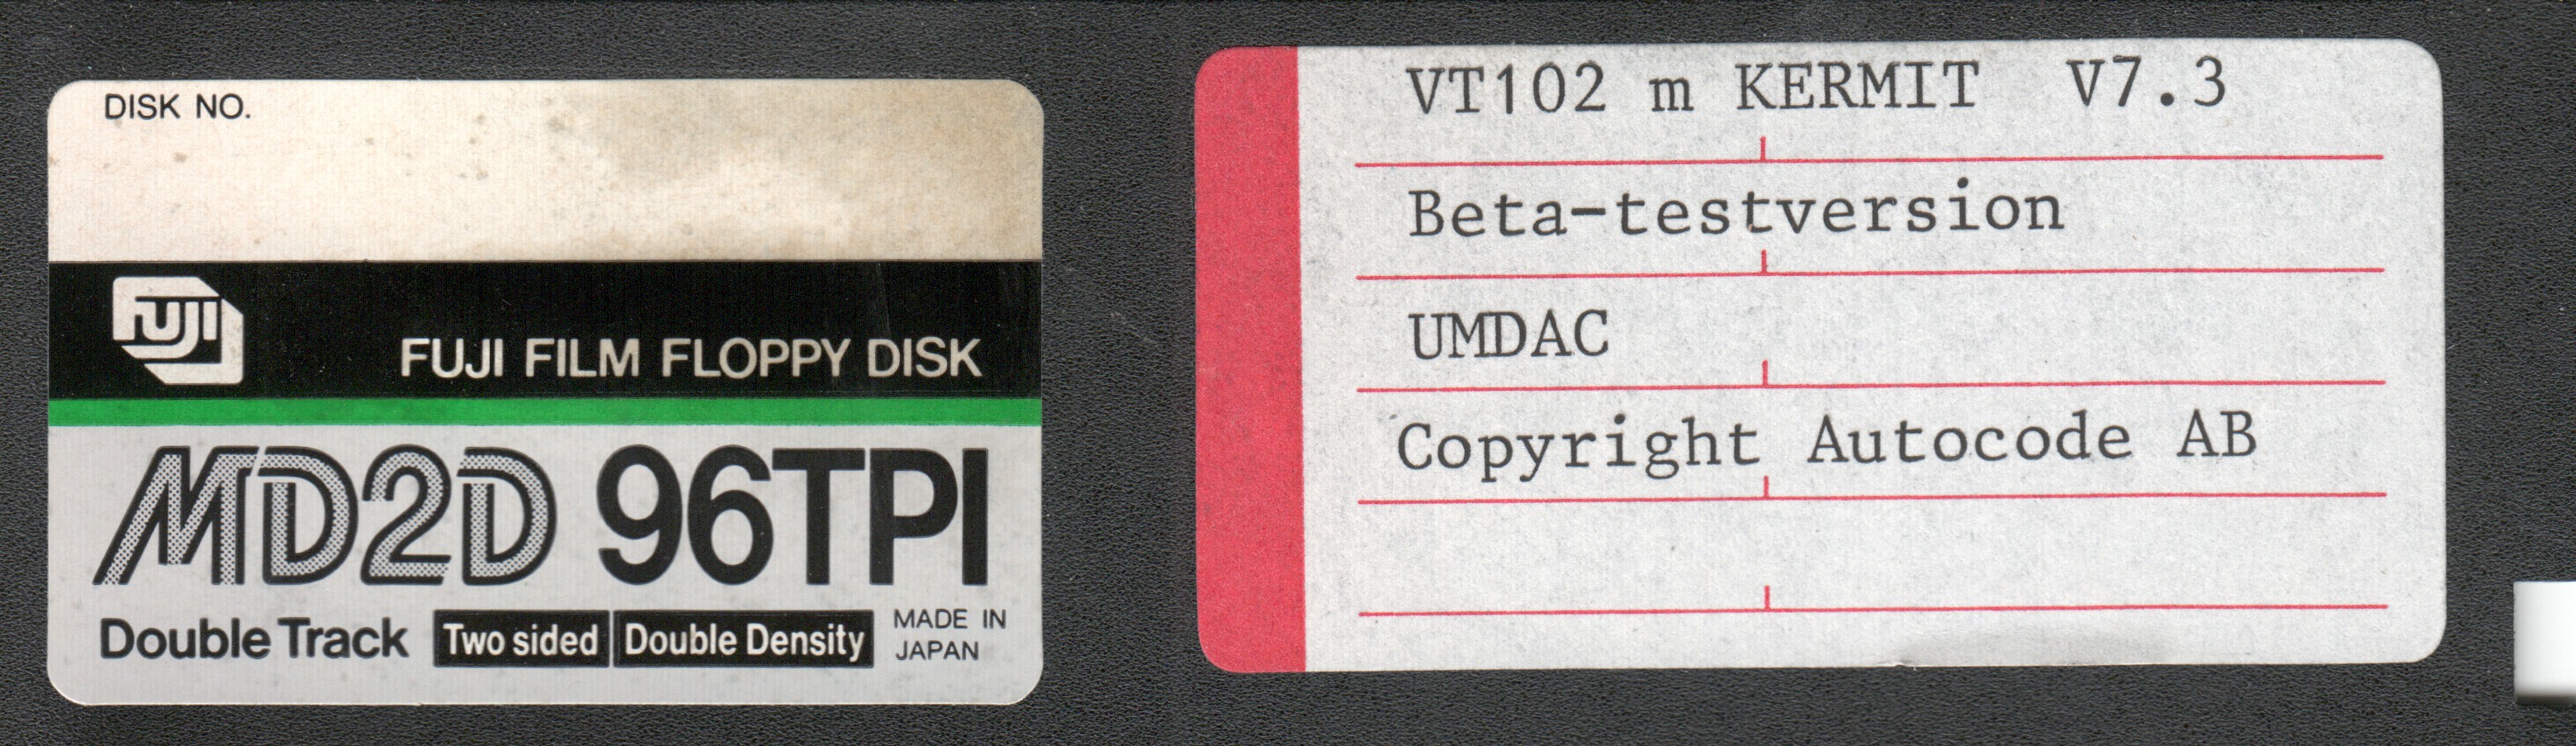 DISK NO.
FUJI
FUJI FILM FLOPPY DISK
MD2D 96TPI
Double Track Two sided Double Density MADE IN JAPAN
VT102 m KERMIT V7.3
Beta-testversion
UMDAC
Copyright Autocode AB